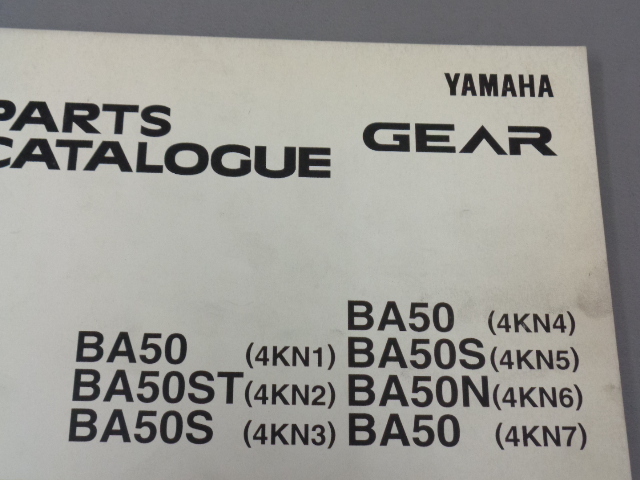 YAMAHA
PARTS
CATALOGUE
GEAR
BA50 (4KN1)
BA50ST (4KN2)
BA50S (4KN3)
BA50 (4KN4)
BA50S (4KN5)
BA50N (4KN6)
BA50 (4KN7)